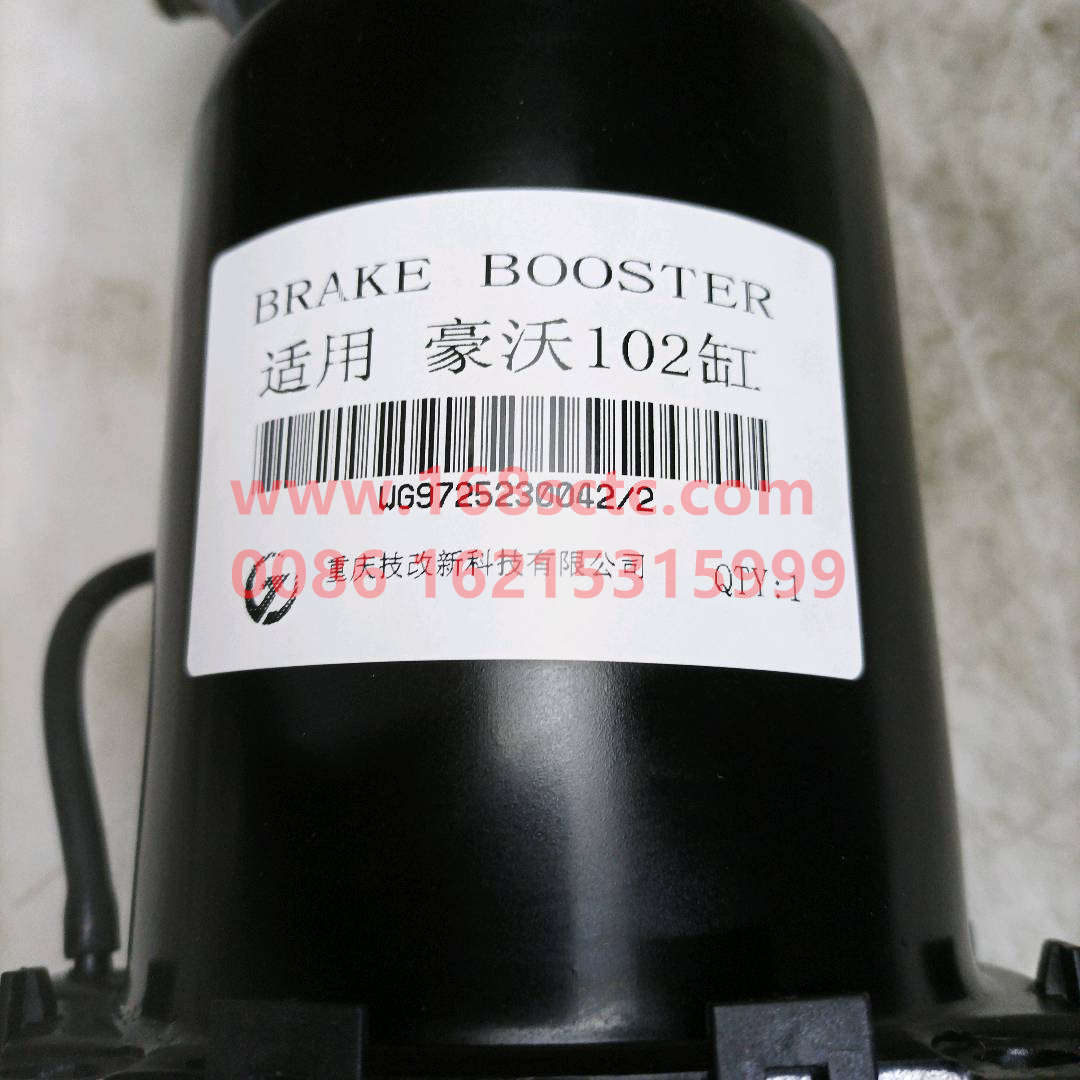 BRAKE BOOSTER
适用 豪沃102缸
www.168sctc.com
WG9725230042/2
重庆技改新科技有限公司
QTY:1
0086 16215315999